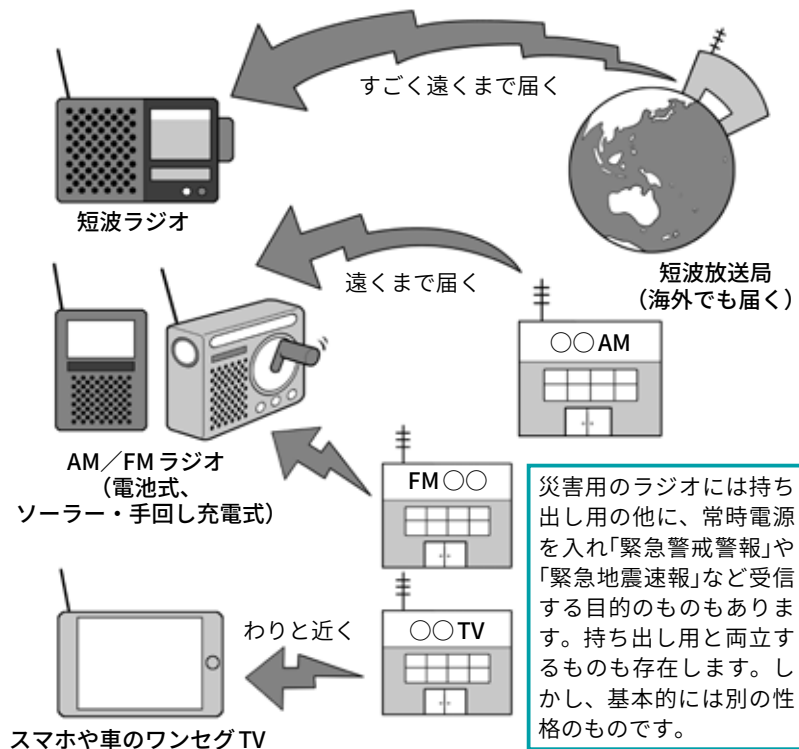 すごく遠くまで届く
短波ラジオ
短波放送局
（海外でも届く）
遠くまで届く
○○AM
AM／FMラジオ
（電池式、
ソーラー・手回し充電式）
FM○○
わりと近く
○○TV
スマホや車のワンセグTV
災害用のラジオには持ち
出し用の他に、常時電源
を入れ「緊急警戒警報」や
「緊急地震速報」など受信
する目的のものもありま
す。持ち出し用と両立す
るものも存在します。し
かし、基本的には別の性
格のものです。